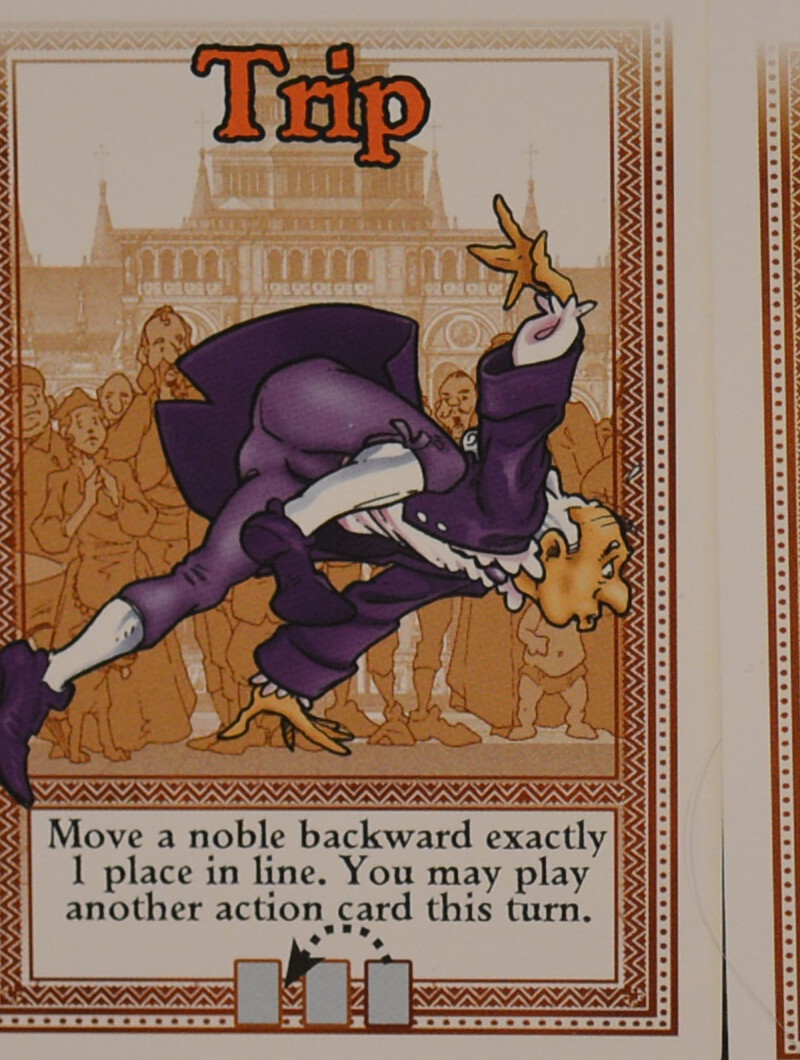 Trip
Move a noble backward exactly
1 place in line. You may play
another action card this turn.